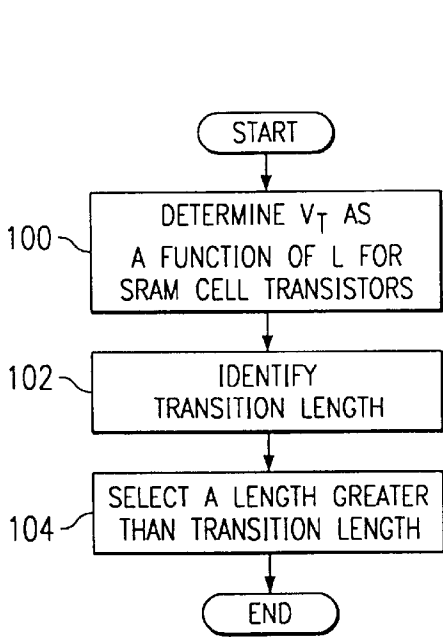 START
100
DETERMINE VT AS
A FUNCTION OF L FOR
SRAM CELL TRANSISTORS
102
IDENTIFY
TRANSITION LENGTH
104
SELECT A LENGTH GREATER
THAN TRANSITION LENGTH
END